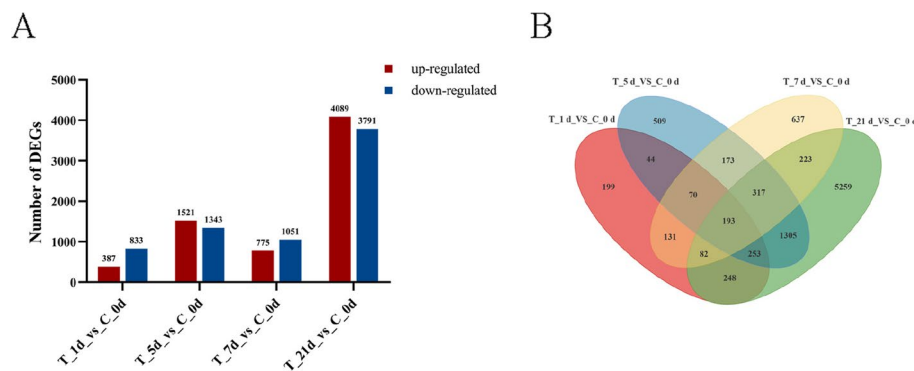 A
B
up-regulated
down-regulated
Number of DEGs
5000
4000
3000
2000
1000
0
387
833
1521
1343
775
1051
4089
3791
T_1d_vs_C_0d
T_5d_vs_C_0d
T_7d_vs_C_0d
T_21d_vs_C_0d
T_5 d_VS_C_0 d
T_7 d_VS_C_0 d
T_1 d_VS_C_0 d
T_21 d_VS_C_0 d
509
637
44
173
223
199
70
317
5259
193
131
1305
82
253
248